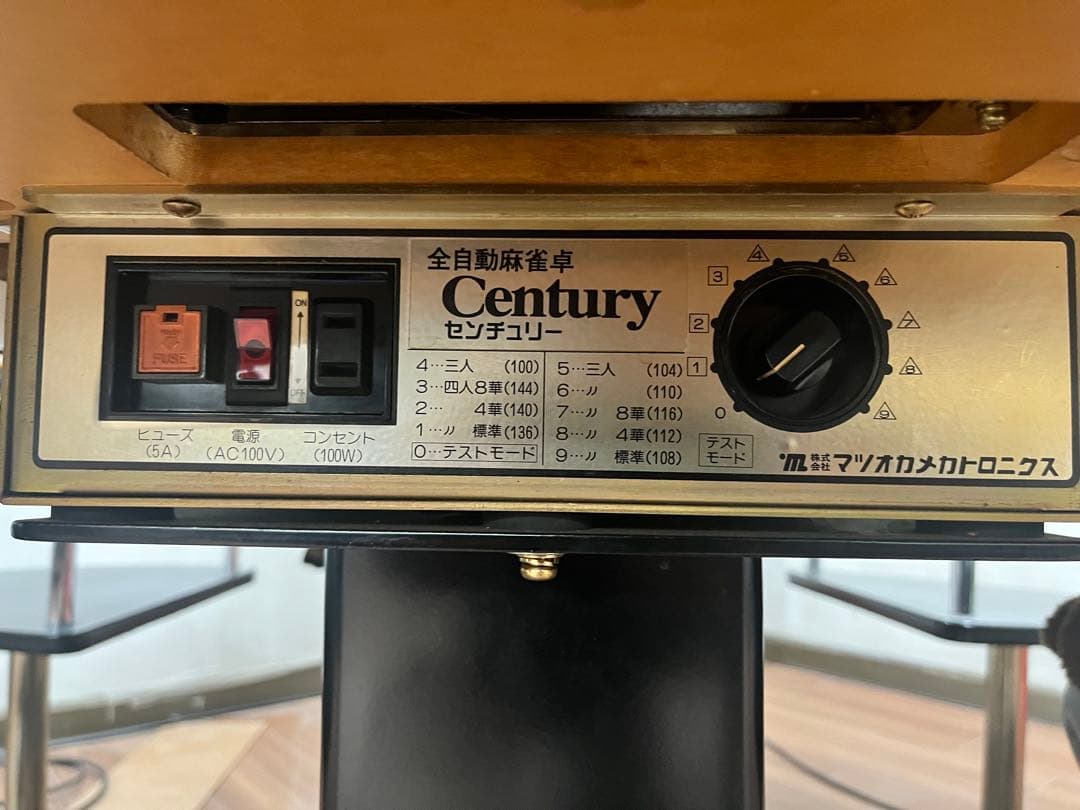 全自動麻雀卓
Century
センチュリー
FUSE
ON
OFF
ヒューズ
(5A)
電源
(AC100V)
コンセント
(100W)
4…三人 (100)
3…四人8華(144)
2… 4華(140)
1…〃 標準(136)
0…テストモード
5…三人 (104)
6…〃 (110)
7…〃 8華(116)
8…〃 4華(112)
9…〃 標準(108)
テスト
モード
0
1
2
3
4
5
6
7
8
9
m 株式会社 マツオカメカトロニクス